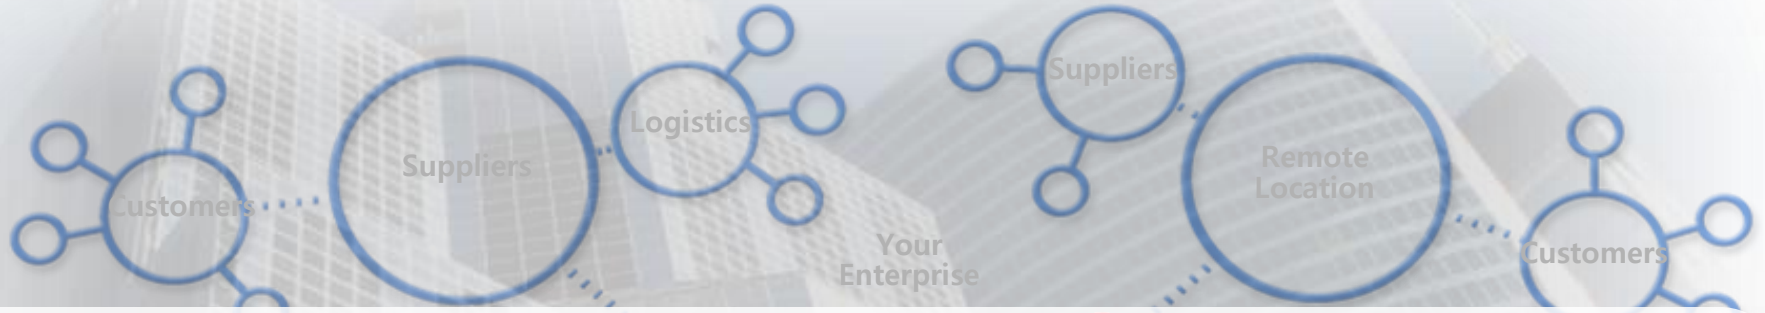 Customers
Suppliers
Logistics
Your
Enterprise
Suppliers
Remote
Location
Customers